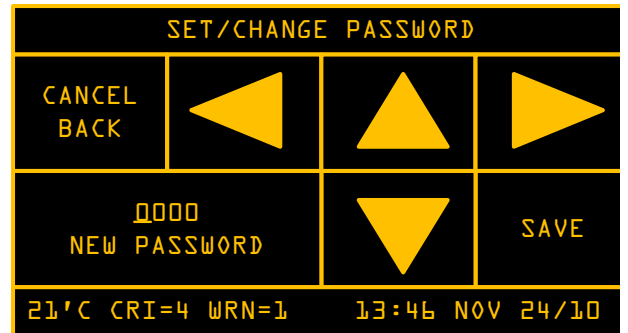 SET/CHANGE PASSWORD
CANCEL
BACK
0000
NEW PASSWORD
SAVE
21'C CRI=4 WRN=1 13:46 NOV 24/10